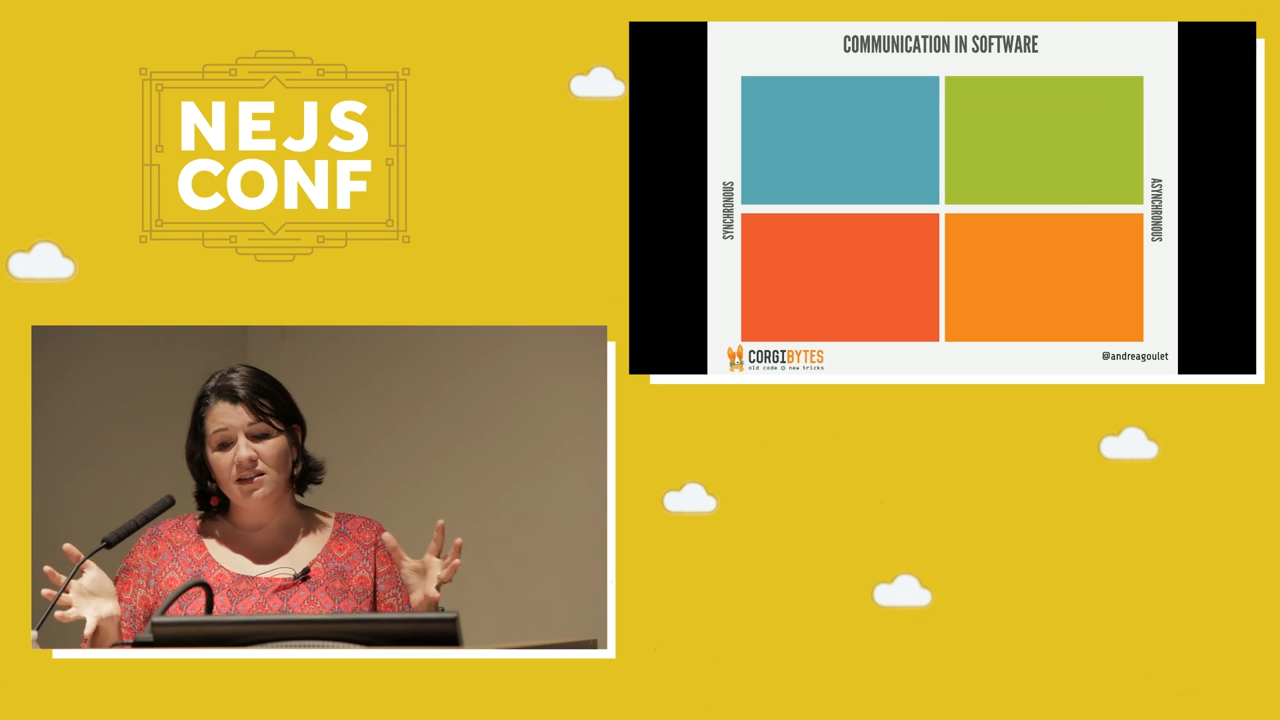 NEJS
CONF
COMMUNICATION IN SOFTWARE
SYNCHRONOUS
ASYNCHRONOUS
CORGIBYTES
old code new tricks
@andreagoulet